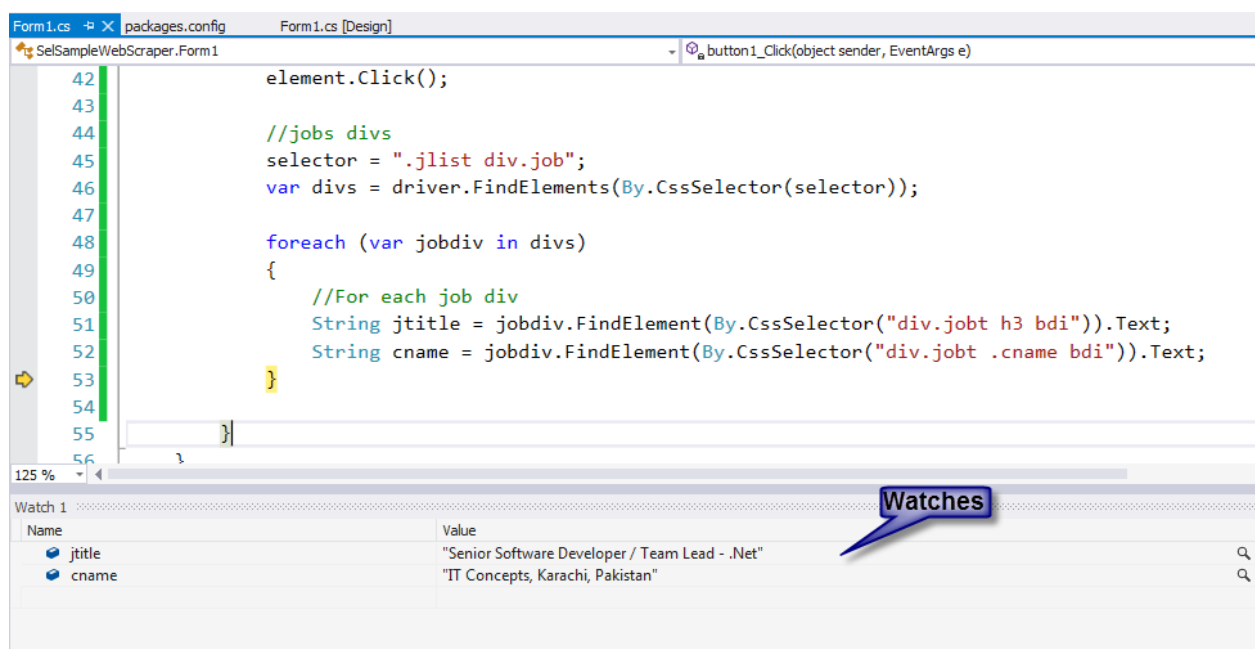 Form1.cs packages.config Form1.cs [Design]
SelSampleWebScraper.Form1 button1_Click(object sender, EventArgs e)
42 element.Click();
43
44 //jobs divs
45 selector = ".jlist div.job";
46 var divs = driver.FindElements(By.CssSelector(selector));
47
48 foreach (var jobdiv in divs)
49 {
50 //For each job div
51 String jtitle = jobdiv.FindElement(By.CssSelector("div.jobt h3 bdi")).Text;
52 String cname = jobdiv.FindElement(By.CssSelector("div.jobt .cname bdi")).Text;
53 }
54
55 }
56 }
125 %
Watch 1
Watches
Name Value
jtitle "Senior Software Developer / Team Lead - .Net"
cname "IT Concepts, Karachi, Pakistan"